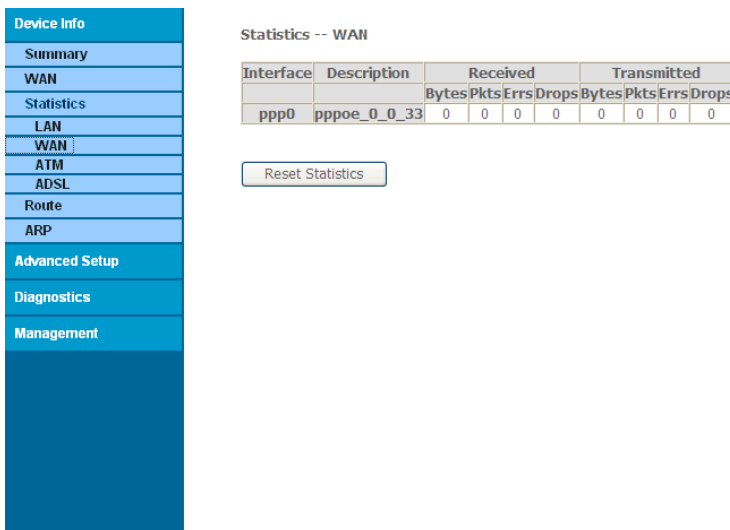 Device Info
Summary
WAN
Statistics
LAN
WAN
ATM
ADSL
Route
ARP
Advanced Setup
Diagnostics
Management
Statistics -- WAN
Interface Description Received Transmitted
Bytes Pkts Errs Drops Bytes Pkts Errs Drops
ppp0 pppoe_0_0_33 0 0 0 0 0 0 0 0
Reset Statistics